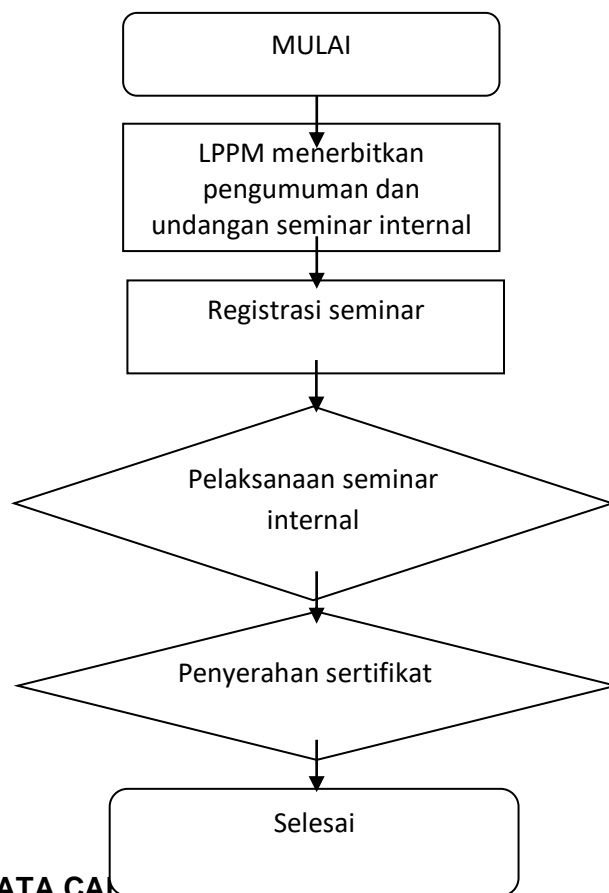 MULAI
LPPM menerbitkan
pengumuman dan
undangan seminar internal
Registrasi seminar
Pelaksanaan seminar
internal
Penyerahan sertifikat
Selesai